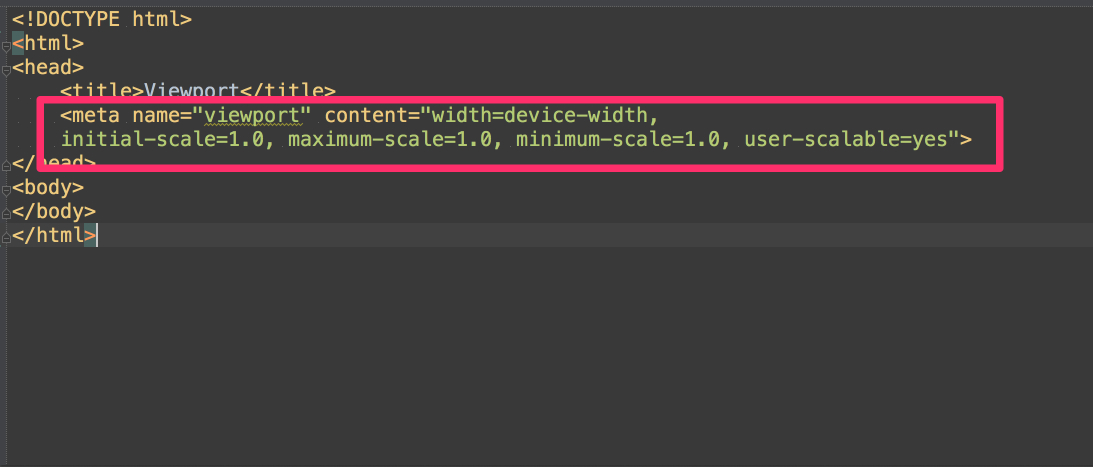 <!DOCTYPE html>
<html>
<head>
<title>Viewport</title>
<meta name="viewport" content="width=device-width,
initial-scale=1.0, maximum-scale=1.0, minimum-scale=1.0, user-scalable=yes">
</head>
<body>
</body>
</html>